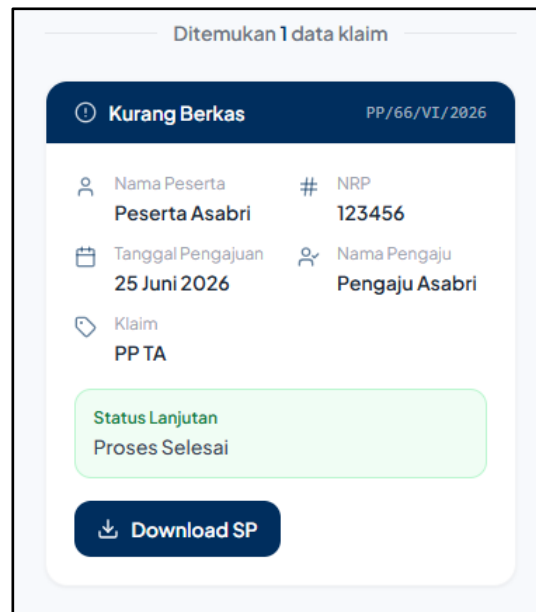 Ditemukan 1 data klaim
Kurang Berkas PP/66/VI/2026
Nama Peserta
Peserta Asabri
NRP
123456
Tanggal Pengajuan
25 Juni 2026
Nama Pengaju
Pengaju Asabri
Klaim
PP TA
Status Lanjutan
Proses Selesai
Download SP